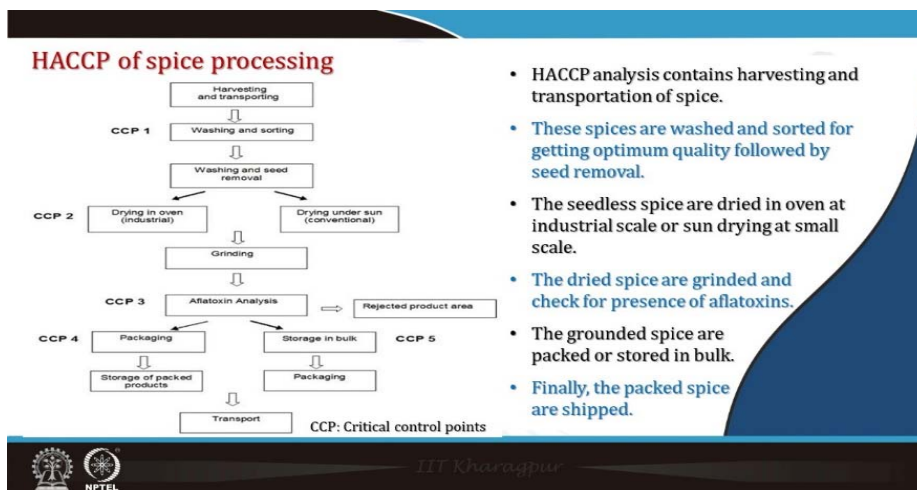 HACCP of spice processing
Harvesting
and transporting
CCP 1
Washing and sorting
Washing and seed
removal
CCP 2
Drying in oven
(industrial)
Drying under sun
(conventional)
Grinding
CCP 3
Aflatoxin Analysis
Rejected product area
CCP 4
Packaging
Storage in bulk
CCP 5
Storage of packed
products
Packaging
Transport
CCP: Critical control points
• HACCP analysis contains harvesting and
transportation of spice.
• These spices are washed and sorted for
getting optimum quality followed by
seed removal.
• The seedless spice are dried in oven at
industrial scale or sun drying at small
scale.
• The dried spice are grinded and
check for presence of aflatoxins.
• The grounded spice are
packed or stored in bulk.
• Finally, the packed spice
are shipped.
NPTEL
IIT Kharagpur